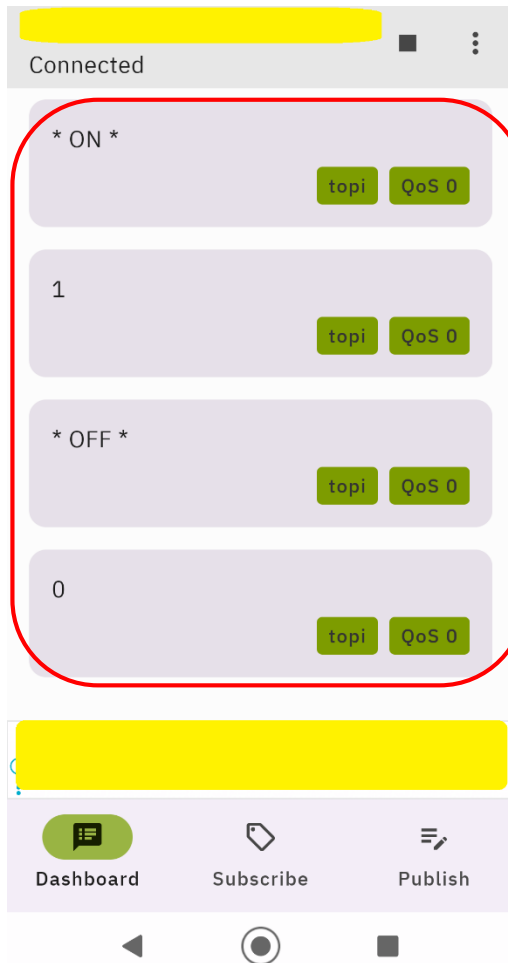 Connected
* ON *
topi QoS 0
1
topi QoS 0
* OFF *
topi QoS 0
0
topi QoS 0
Dashboard Subscribe Publish